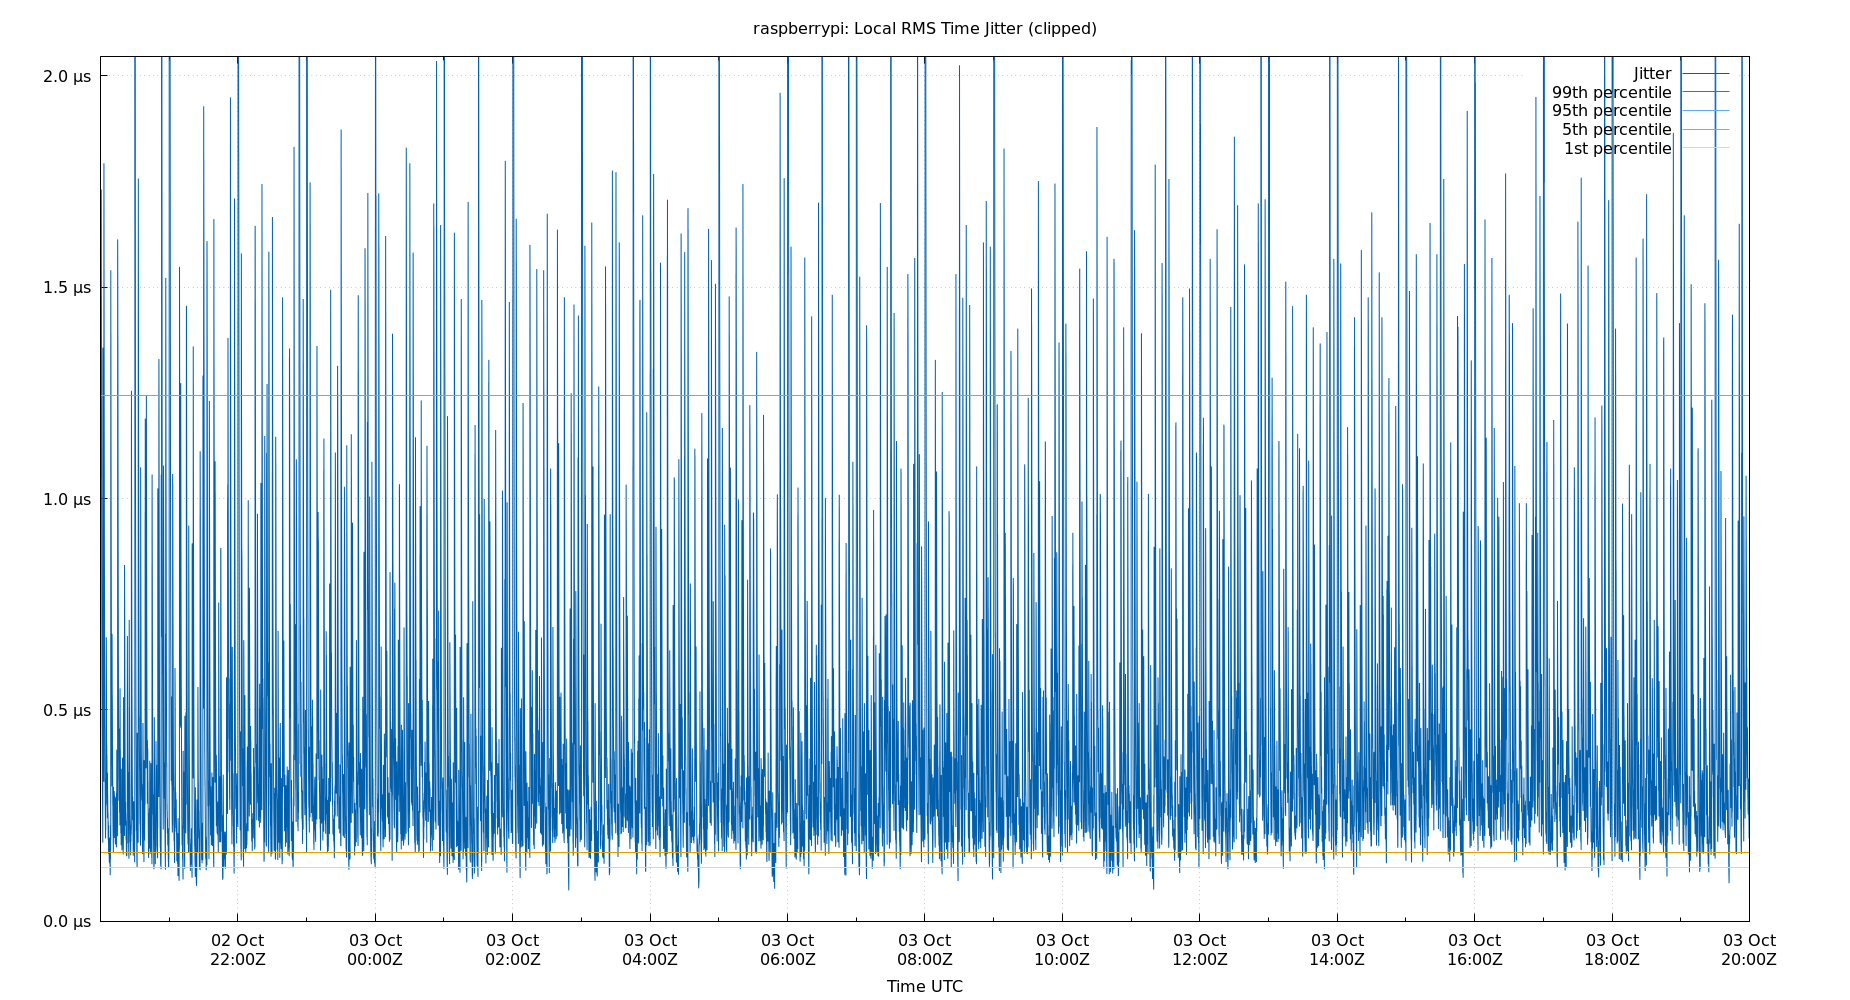 raspberrypi: Local RMS Time Jitter (clipped)
2.0 µs
1.5 µs
1.0 µs
0.5 µs
0.0 µs
Jitter
99th percentile
95th percentile
5th percentile
1st percentile
02 Oct
22:00Z
03 Oct
00:00Z
03 Oct
02:00Z
03 Oct
04:00Z
03 Oct
06:00Z
03 Oct
08:00Z
03 Oct
10:00Z
03 Oct
12:00Z
03 Oct
14:00Z
03 Oct
16:00Z
03 Oct
18:00Z
03 Oct
20:00Z
Time UTC